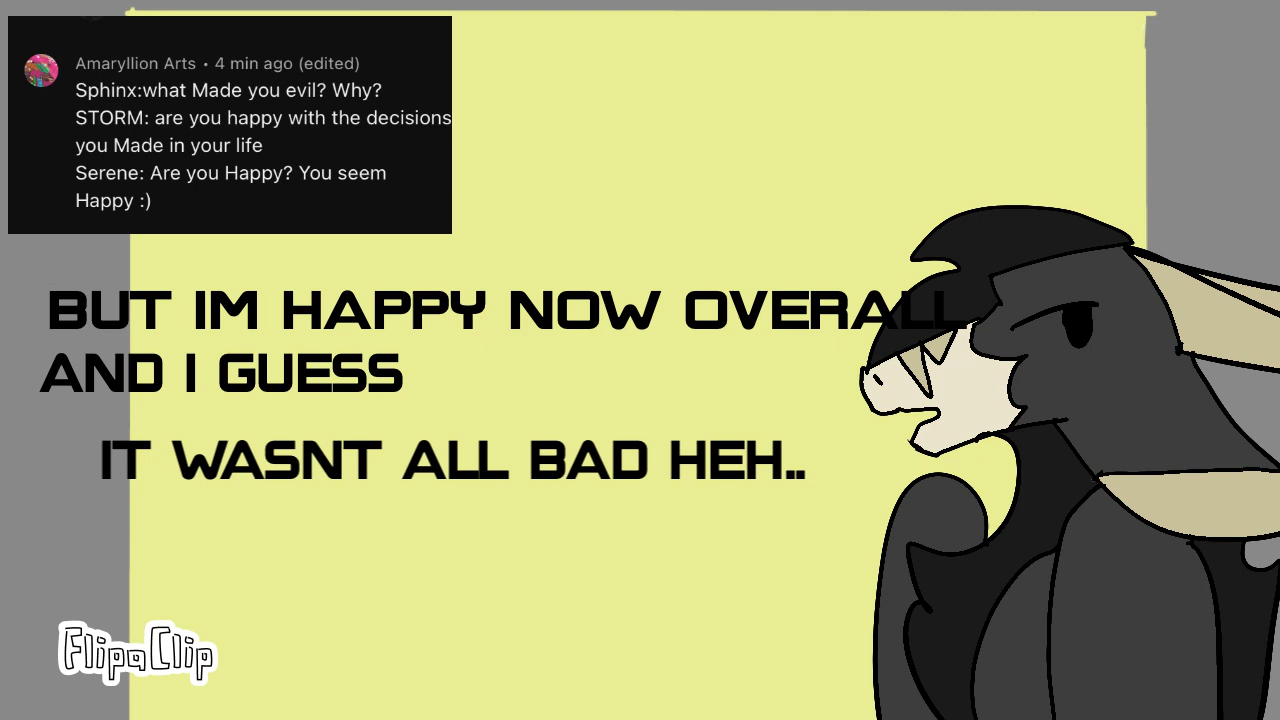 Amaryllion Arts • 4 min ago (edited)
Sphinx:what Made you evil? Why?
STORM: are you happy with the decisions
you Made in your life
Serene: Are you Happy? You seem
Happy :)
BUT IM HAPPY NOW OVERALL
AND I GUESS
IT WASNT ALL BAD HEH..
FlipaClip